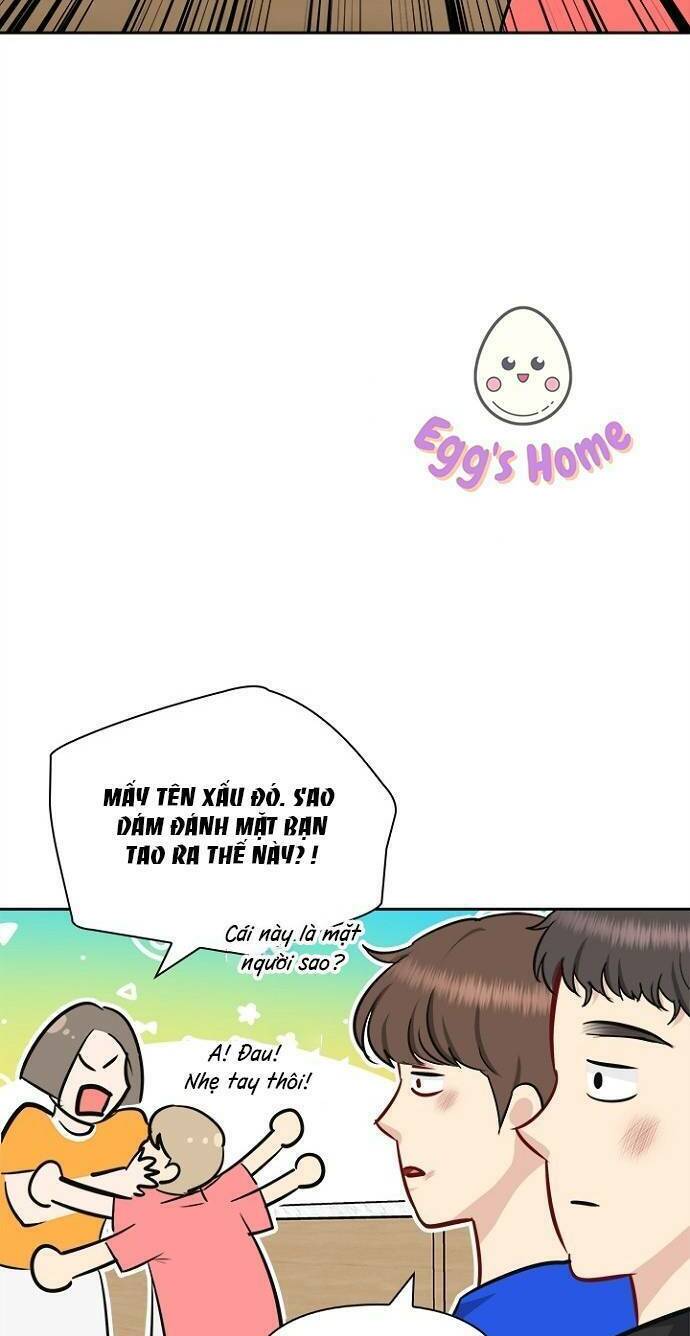 Egg's Home
MẤY TÊN XẤU ĐÓ. SAO
DÁM ĐÁNH MẶT BẠN
TAO RA THẾ NÀY?!
Cái này là mặt
người sao?
A! Đau!
Nhẹ tay thôi!